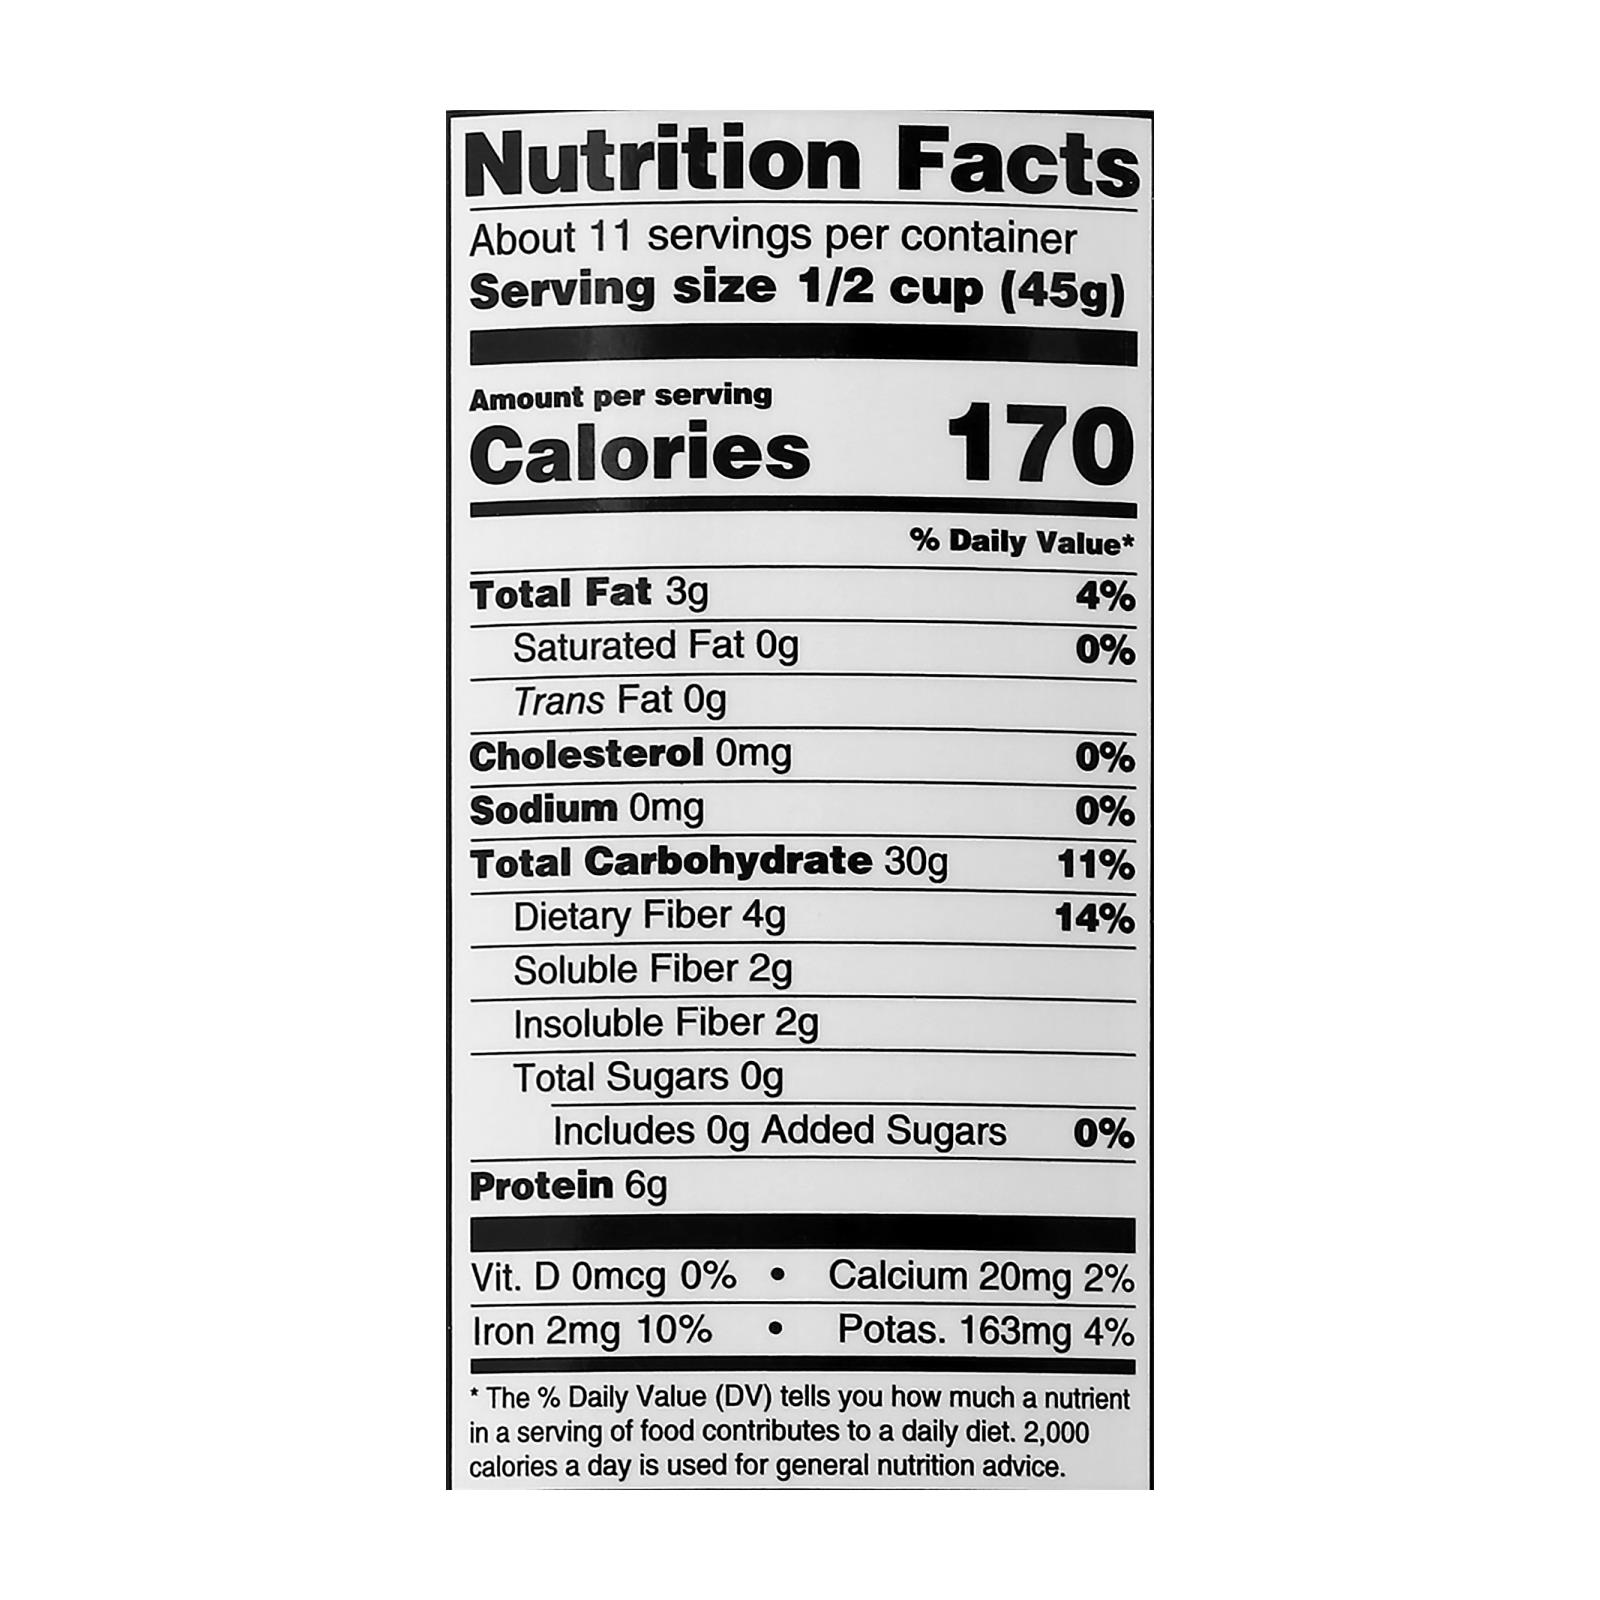 Nutrition Facts
About 11 servings per container
Serving size 1/2 cup (45g)
Amount per serving
Calories 170
% Daily Value*
Total Fat 3g 4%
Saturated Fat 0g 0%
Trans Fat 0g
Cholesterol 0mg 0%
Sodium 0mg 0%
Total Carbohydrate 30g 11%
Dietary Fiber 4g 14%
Soluble Fiber 2g
Insoluble Fiber 2g
Total Sugars 0g
Includes 0g Added Sugars 0%
Protein 6g
Vit. D 0mcg 0% • Calcium 20mg 2%
Iron 2mg 10% • Potas. 163mg 4%
* The % Daily Value (DV) tells you how much a nutrient
in a serving of food contributes to a daily diet. 2,000
calories a day is used for general nutrition advice.